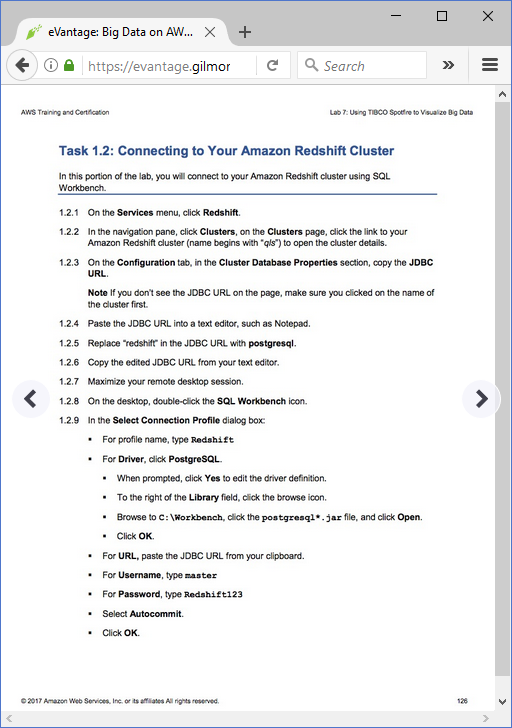 eVantage: Big Data on AW...
https://evantage.gilmor
Search
AWS Training and Certification
Lab 7: Using TIBCO Spotfire to Visualize Big Data
Task 1.2: Connecting to Your Amazon Redshift Cluster
In this portion of the lab, you will connect to your Amazon Redshift cluster using SQL
Workbench.
1.2.1 On the Services menu, click Redshift.
1.2.2 In the navigation pane, click Clusters, on the Clusters page, click the link to your
Amazon Redshift cluster (name begins with “qls”) to open the cluster details.
1.2.3 On the Configuration tab, in the Cluster Database Properties section, copy the JDBC
URL.
Note If you don’t see the JDBC URL on the page, make sure you clicked on the name of
the cluster first.
1.2.4 Paste the JDBC URL into a text editor, such as Notepad.
1.2.5 Replace “redshift” in the JDBC URL with postgresql.
1.2.6 Copy the edited JDBC URL from your text editor.
1.2.7 Maximize your remote desktop session.
1.2.8 On the desktop, double-click the SQL Workbench icon.
1.2.9 In the Select Connection Profile dialog box:
▪ For profile name, type Redshift
▪ For Driver, click PostgreSQL.
▪ When prompted, click Yes to edit the driver definition.
▪ To the right of the Library field, click the browse icon.
▪ Browse to C:\Workbench, click the postgresql*.jar file, and click Open.
▪ Click OK.
▪ For URL, paste the JDBC URL from your clipboard.
▪ For Username, type master
▪ For Password, type Redshift123
▪ Select Autocommit.
▪ Click OK.
© 2017 Amazon Web Services, Inc. or its affiliates All rights reserved.
126